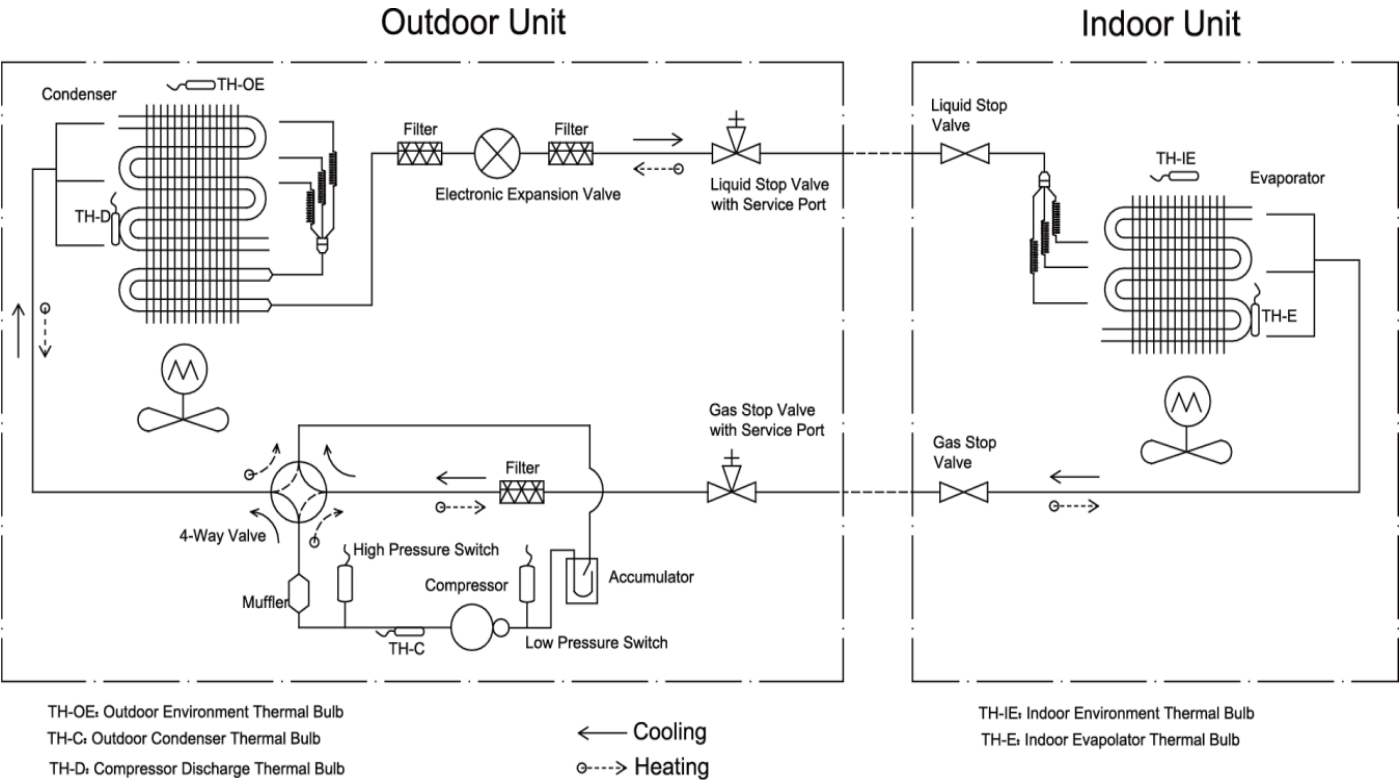 Outdoor Unit
Indoor Unit
TH-OE
Condenser
TH-D
Filter
Filter
Electronic Expansion Valve
Liquid Stop Valve
with Service Port
Liquid Stop
Valve
TH-IE
Evaporator
TH-E
Gas Stop Valve
with Service Port
Gas Stop
Valve
Filter
4-Way Valve
High Pressure Switch
Compressor
Accumulator
Muffler
TH-C
Low Pressure Switch
TH-OE: Outdoor Environment Thermal Bulb
TH-C: Outdoor Condenser Thermal Bulb
TH-D: Compressor Discharge Thermal Bulb
Cooling
Heating
TH-IE: Indoor Environment Thermal Bulb
TH-E: Indoor Evapolator Thermal Bulb